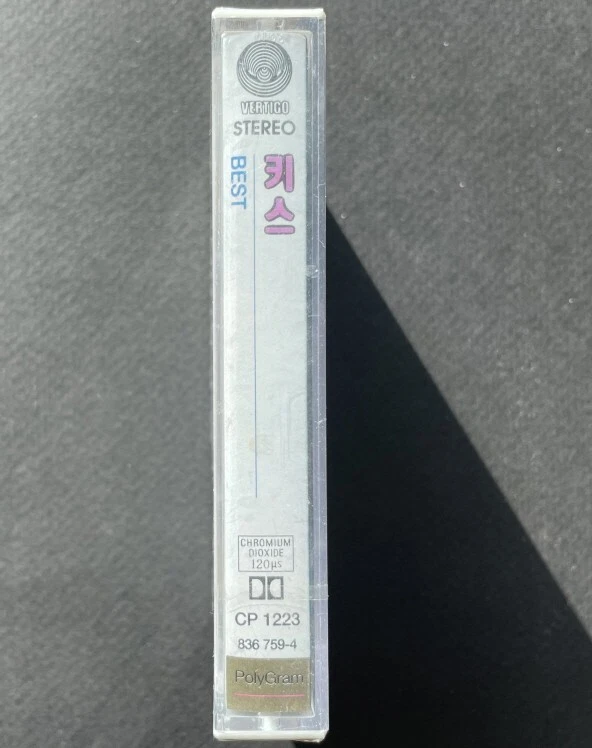 VERTIGO
STEREO
키스
BEST
CHROMIUM
DIOXIDE
120μs
CP 1223
836 759-4
PolyGram